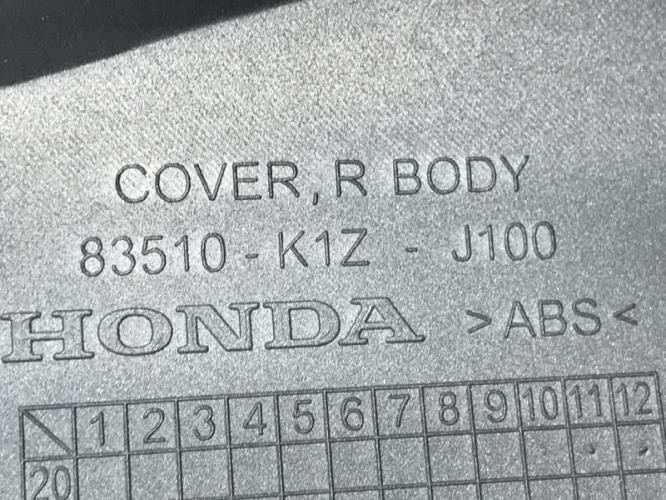 COVER, R BODY
83510 - K1Z - J100
HONDA >ABS<
1 2 3 4 5 6 7 8 9 10 11 12
20